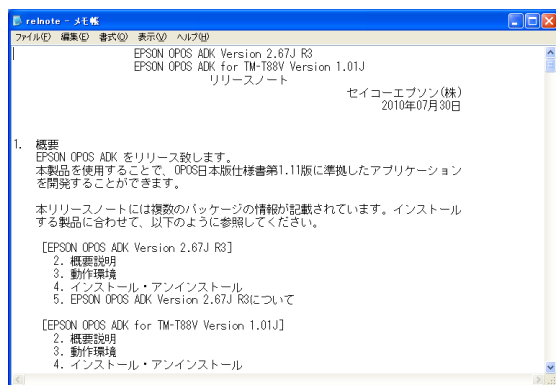 relnote - メモ帳
ファイル(F) 編集(E) 書式(O) 表示(V) ヘルプ(H)
EPSON OPOS ADK Version 2.67J R3
EPSON OPOS ADK for TM-T88V Version 1.01J
リリースノート
セイコーエプソン(株)
2010年07月30日
1. 概要
EPSON OPOS ADK をリリース致します。
本製品を使用することで、OPOS日本版仕様書第1.11版に準拠したアプリケーション
を開発することができます。
本リリースノートには複数のパッケージの情報が記載されています。インストール
する製品に合わせて、以下のように参照してください。
[EPSON OPOS ADK Version 2.67J R3]
2. 概要説明
3. 動作環境
4. インストール・アンインストール
5. EPSON OPOS ADK Version 2.67J R3について
[EPSON OPOS ADK for TM-T88V Version 1.01J]
2. 概要説明
3. 動作環境
4. インストール・アンインストール